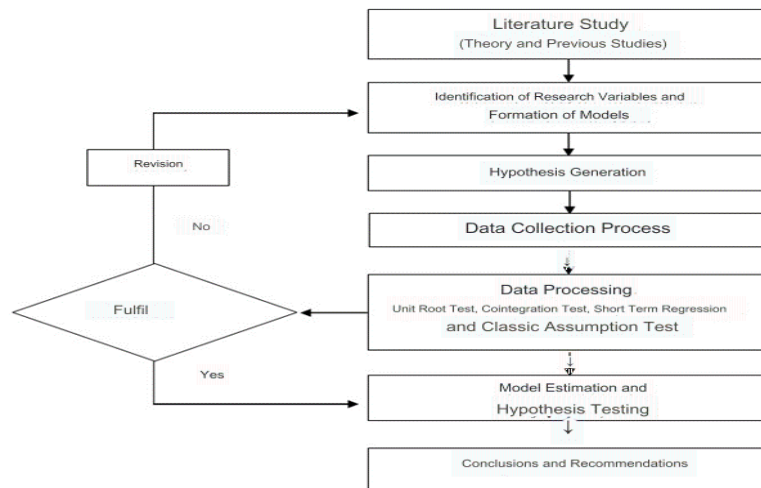 Literature Study
(Theory and Previous Studies)
Identification of Research Variables and
Formation of Models
Revision
Hypothesis Generation
No
Data Collection Process
Data Processing
Unit Root Test, Cointegration Test, Short Term Regression
and Classic Assumption Test
Fulfil
Yes
Model Estimation and
Hypothesis Testing
Conclusions and Recommendations